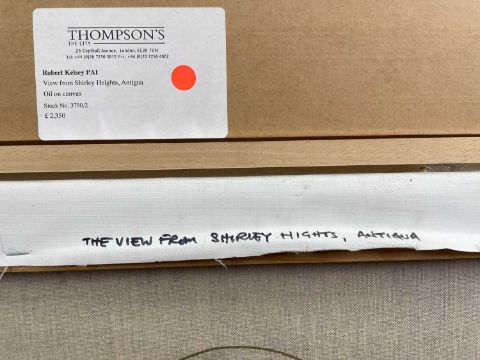 THOMPSON'S
THE CITY
Robert Kelsey PAI
View from Shirley Heights, Antigua
Oil on canvas
Stock No. 3790/2
£ 2,350
THE VIEW FROM SHIRLEY HIGHTS, ANTIGUA